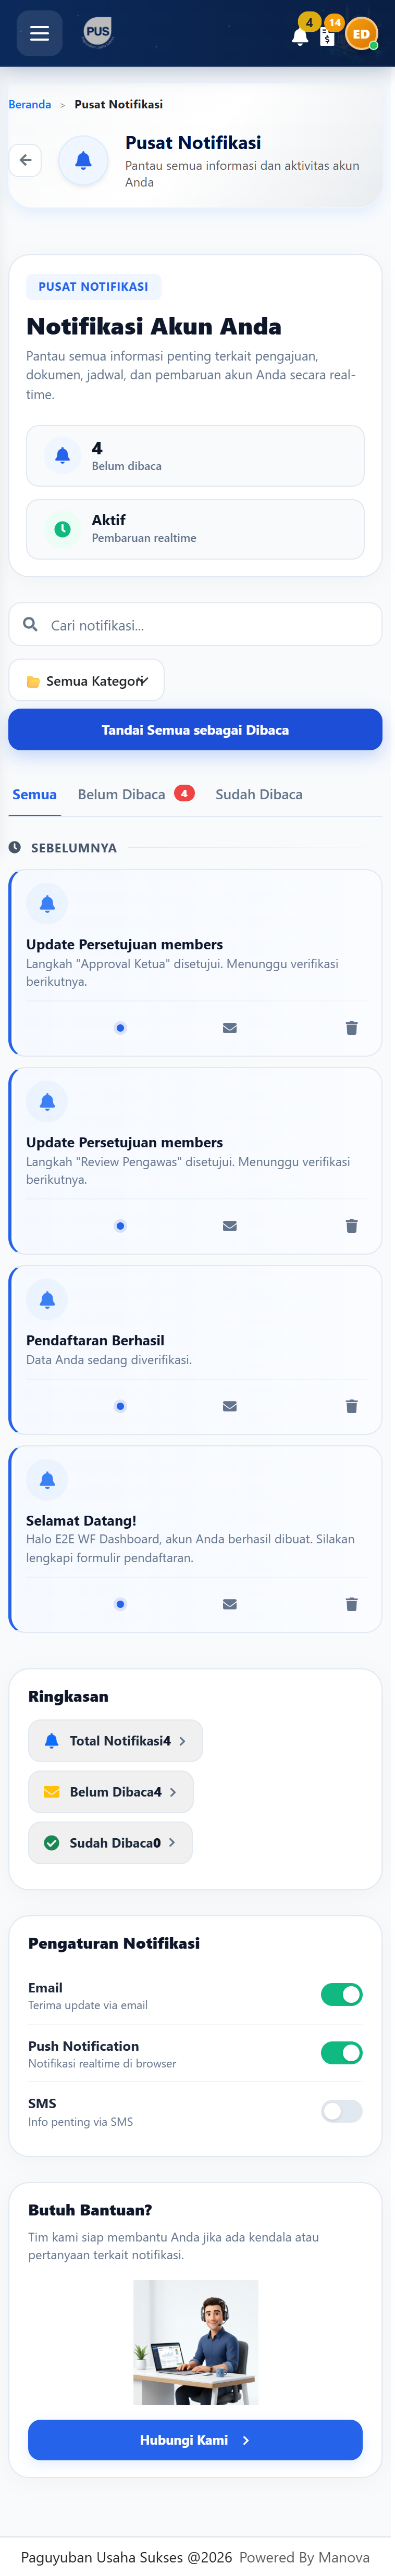 PUS
4
14
ED
Beranda > Pusat Notifikasi
Pusat Notifikasi
Pantau semua informasi dan aktivitas akun
Anda
PUSAT NOTIFIKASI
Notifikasi Akun Anda
Pantau semua informasi penting terkait pengajuan,
dokumen, jadwal, dan pembaruan akun Anda secara real-
time.
4
Belum dibaca
Aktif
Pembaruan realtime
Cari notifikasi...
Semua Kategori
Tandai Semua sebagai Dibaca
Semua
Belum Dibaca 4
Sudah Dibaca
SEBELUMNYA
Update Persetujuan members
Langkah "Approval Ketua" disetujui. Menunggu verifikasi
berikutnya.
Update Persetujuan members
Langkah "Review Pengawas" disetujui. Menunggu verifikasi
berikutnya.
Pendaftaran Berhasil
Data Anda sedang diverifikasi.
Selamat Datang!
Halo E2E WF Dashboard, akun Anda berhasil dibuat. Silakan
lengkapi formulir pendaftaran.
Ringkasan
Total Notifikasi4
Belum Dibaca4
Sudah Dibaca0
Pengaturan Notifikasi
Email
Terima update via email
Push Notification
Notifikasi realtime di browser
SMS
Info penting via SMS
Butuh Bantuan?
Tim kami siap membantu Anda jika ada kendala atau
pertanyaan terkait notifikasi.
Hubungi Kami
Paguyuban Usaha Sukses @2026 Powered By Manova